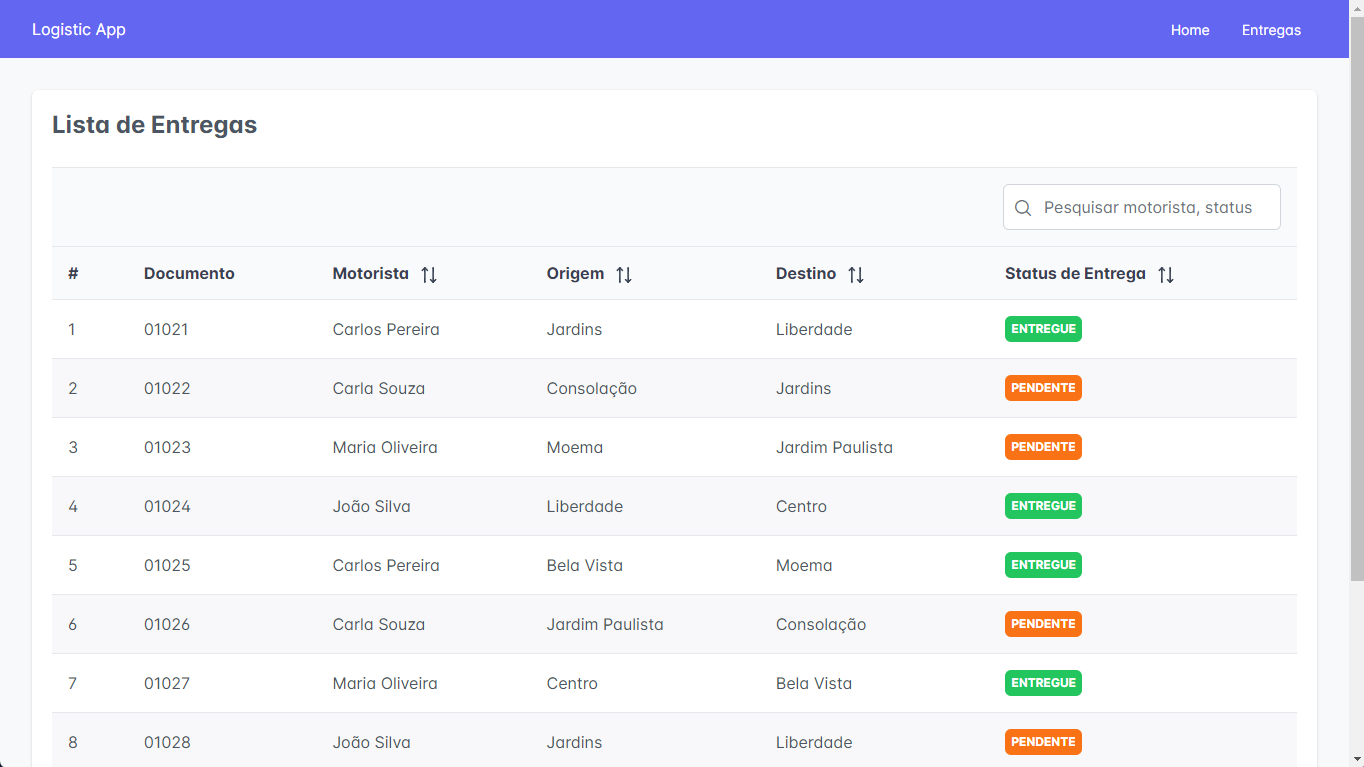 Logistic App Home Entregas
Lista de Entregas
Pesquisar motorista, status
# Documento Motorista Origem Destino Status de Entrega
1 01021 Carlos Pereira Jardins Liberdade ENTREGUE
2 01022 Carla Souza Consolação Jardins PENDENTE
3 01023 Maria Oliveira Moema Jardim Paulista PENDENTE
4 01024 João Silva Liberdade Centro ENTREGUE
5 01025 Carlos Pereira Bela Vista Moema ENTREGUE
6 01026 Carla Souza Jardim Paulista Consolação PENDENTE
7 01027 Maria Oliveira Centro Bela Vista ENTREGUE
8 01028 João Silva Jardins Liberdade PENDENTE